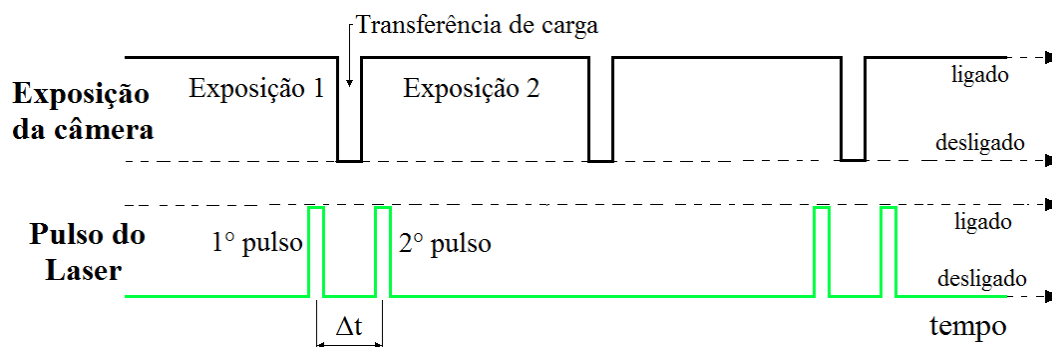 Transferência de carga
Exposição
da câmera
Exposição 1
Exposição 2
ligado
desligado
Pulso do
Laser
1° pulso
2° pulso
ligado
desligado
Δt
tempo